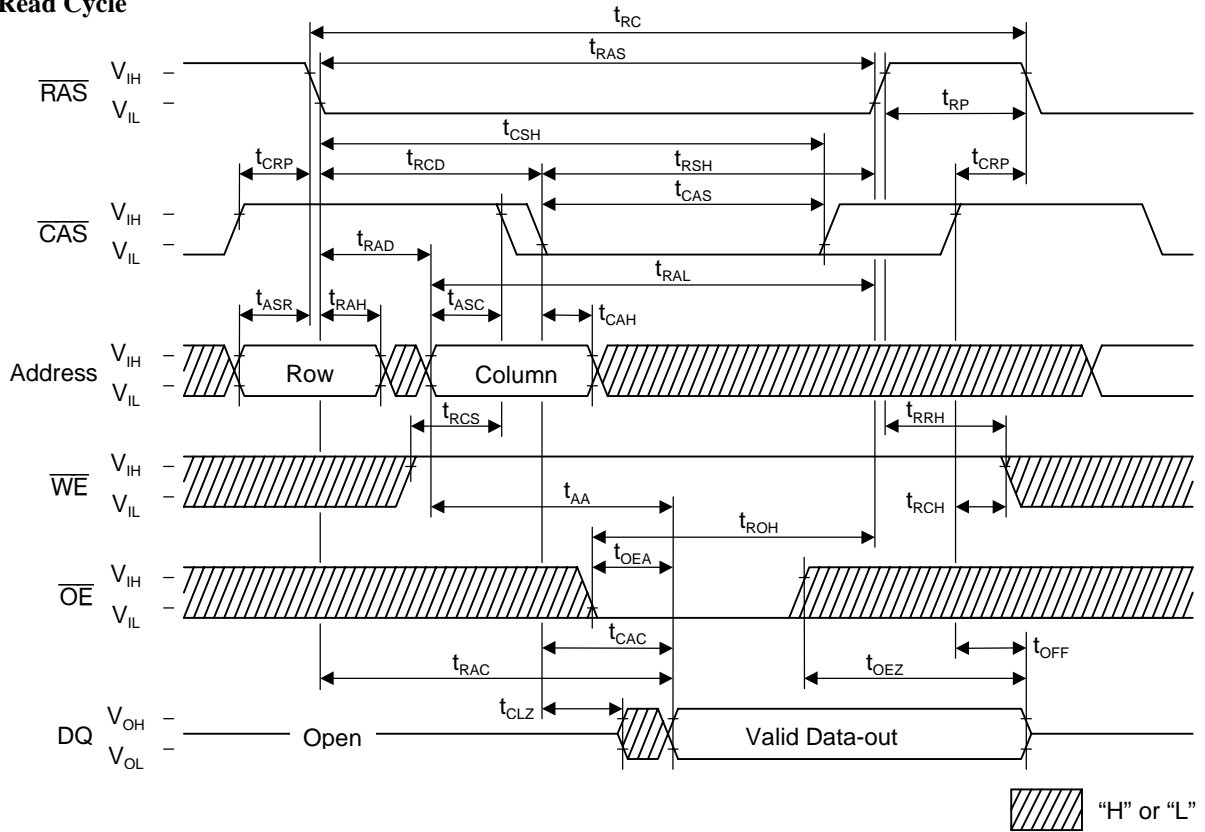 Read Cycle
tRC
RAS
VIH
VIL
tRAS
tRP
tCSH
tCRP
tRCD
tRSH
tCRP
tCAS
CAS
VIH
VIL
tRAD
tRAL
tASR
tRAH
tASC
tCAH
Address
VIH
VIL
Row
Column
tRCS
tRRH
WE
VIH
VIL
tAA
tRCH
tROH
tOEA
OE
VIH
VIL
tCAC
tOFF
tRAC
tOEZ
tCLZ
DQ
VOH
VOL
Open
Valid Data-out
“H” or “L”